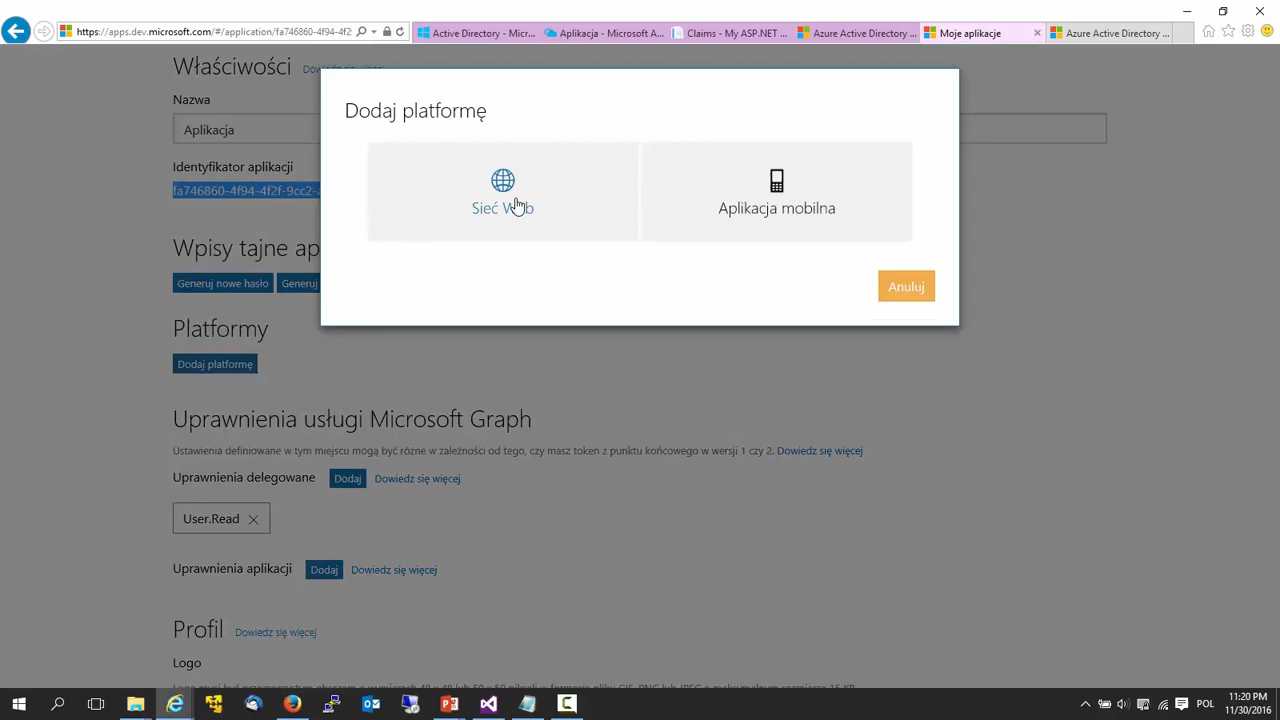 https://apps.dev.microsoft.com/#/application/fa746860-4f94-4f2
Active Directory - Micr...
Aplikacja - Microsoft A...
Claims - My ASP.NET ...
Azure Active Directory ...
Moje aplikacje
Azure Active Directory ...
Właściwości
Nazwa
Aplikacja
Identyfikator aplikacji
fa746860-4f94-4f2f-9cc2-
Dodaj platformę
Sieć Web
Aplikacja mobilna
Anuluj
Wpisy tajne
Generuj nowe hasło
Generuj
Platformy
Dodaj platformę
Uprawnienia usługi Microsoft Graph
Ustawienia definiowane w tym miejscu mogą być różne w zależności od tego, czy masz token z punktu końcowego w wersji 1 czy 2. Dowiedz się więcej
Uprawnienia delegowane
Dodaj
Dowiedz się więcej
User.Read
Uprawnienia aplikacji
Dodaj
Dowiedz się więcej
Profil
Dowiedz się więcej
Logo
POL
11:20 PM
11/30/2016